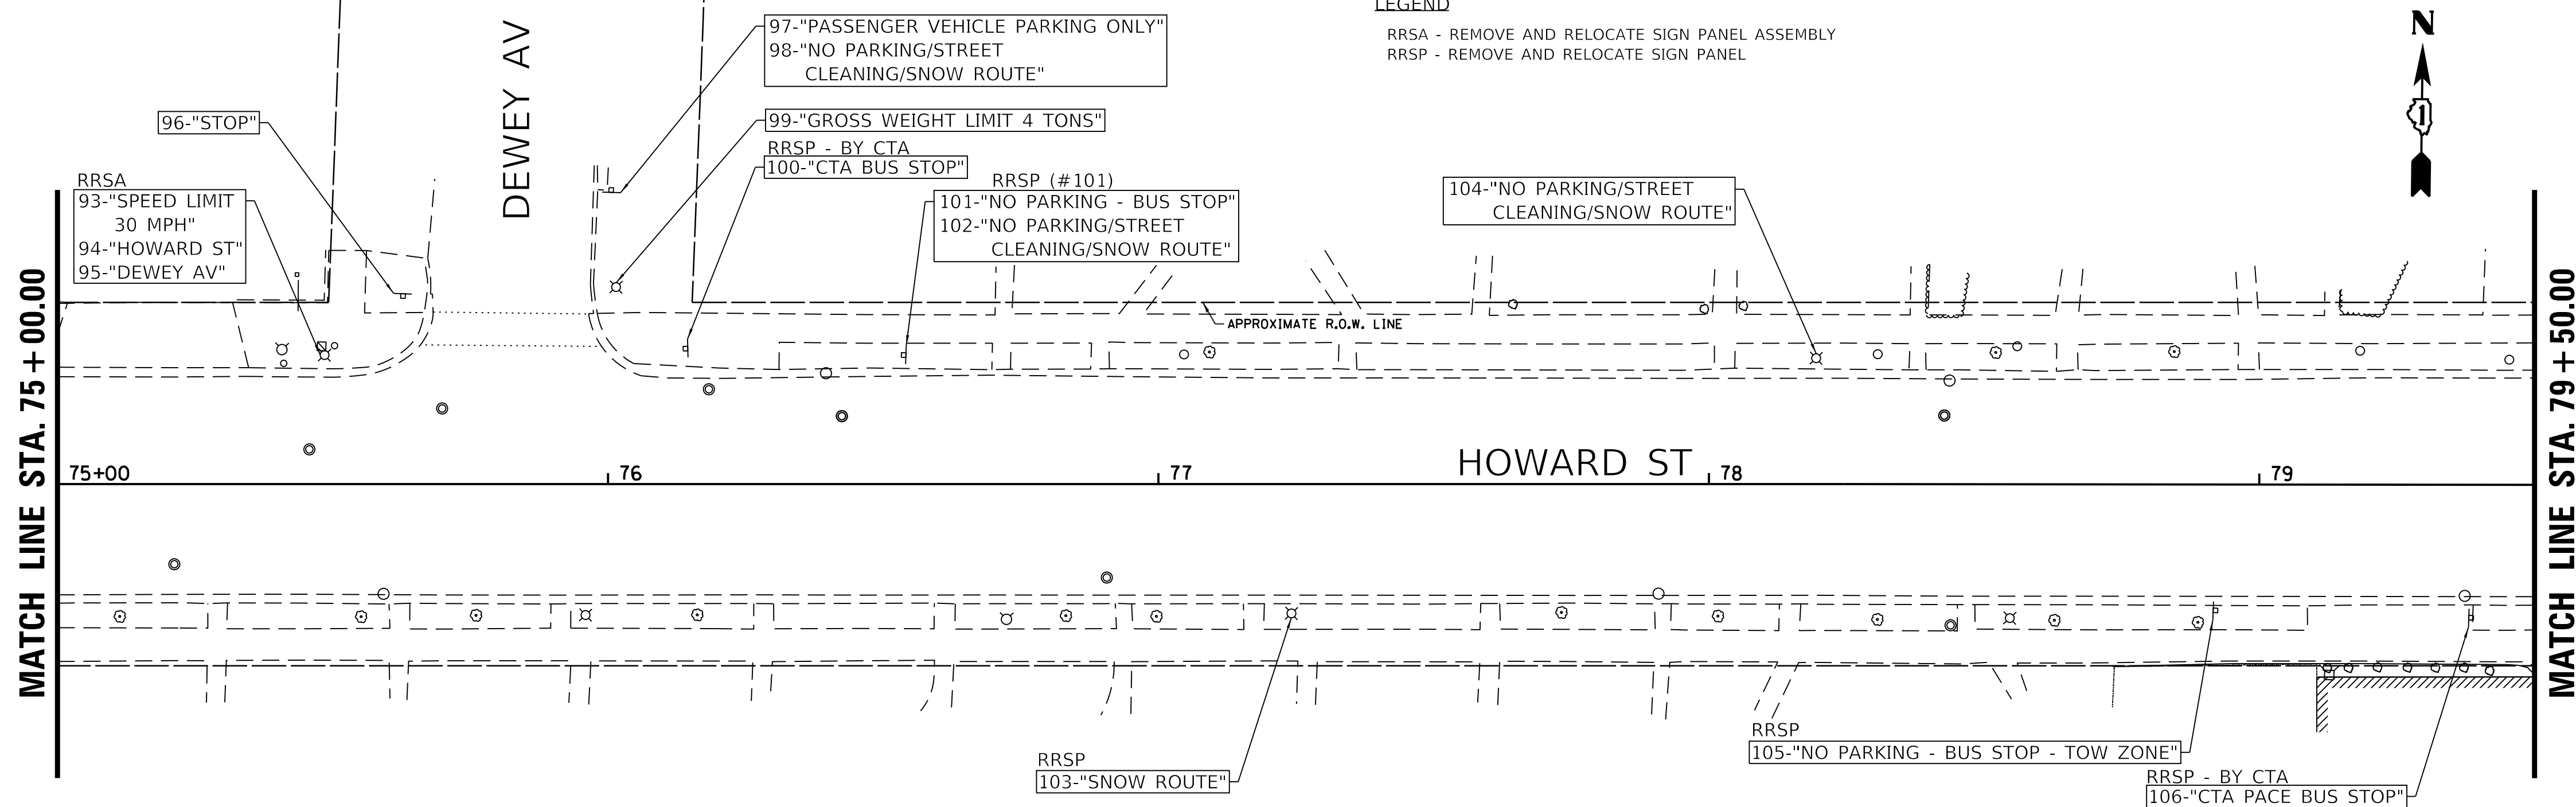 LEGEND
RRSA - REMOVE AND RELOCATE SIGN PANEL ASSEMBLY
RRSP - REMOVE AND RELOCATE SIGN PANEL
N
1
97-"PASSENGER VEHICLE PARKING ONLY"
98-"NO PARKING/STREET
CLEANING/SNOW ROUTE"
DEWEY AV
96-"STOP"
99-"GROSS WEIGHT LIMIT 4 TONS"
RRSP - BY CTA
100-"CTA BUS STOP"
RRSA
93-"SPEED LIMIT
30 MPH"
94-"HOWARD ST"
95-"DEWEY AV"
RRSP (#101)
101-"NO PARKING - BUS STOP"
102-"NO PARKING/STREET
CLEANING/SNOW ROUTE"
104-"NO PARKING/STREET
CLEANING/SNOW ROUTE"
APPROXIMATE R.O.W. LINE
MATCH LINE STA. 75+00.00
HOWARD ST
75+00
76
77
78
79
MATCH LINE STA. 79+50.00
RRSP
103-"SNOW ROUTE"
RRSP
105-"NO PARKING - BUS STOP - TOW ZONE"
RRSP - BY CTA
106-"CTA PACE BUS STOP"